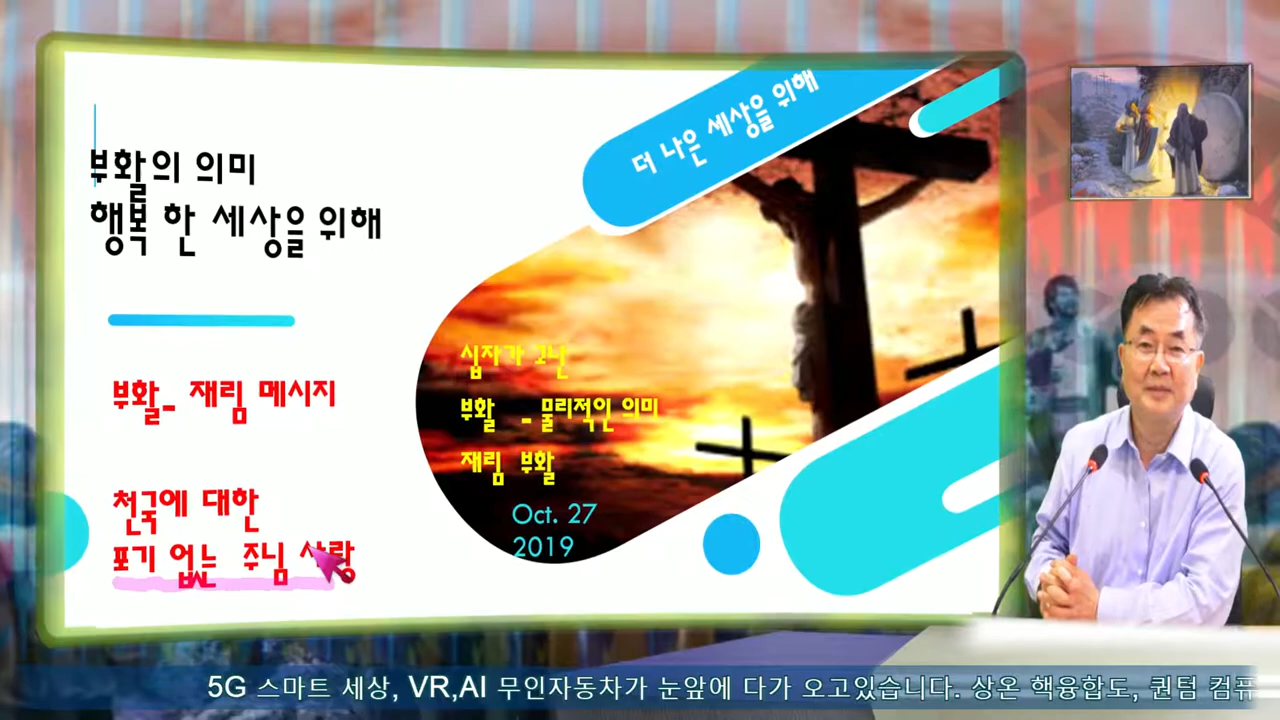 부활의 의미
행복 한 세상을 위해
더 나은 세상을 위해
부활- 재림 메시지
천국에 대한
포기 없는 주님 사랑
십자가 고난
부활 - 물리적인 의미
재림 부활
Oct. 27
2019
5G 스마트 세상, VR,AI 무인자동차가 눈앞에 다가 오고있습니다. 상온 핵융합도, 퀀텀 컴퓨